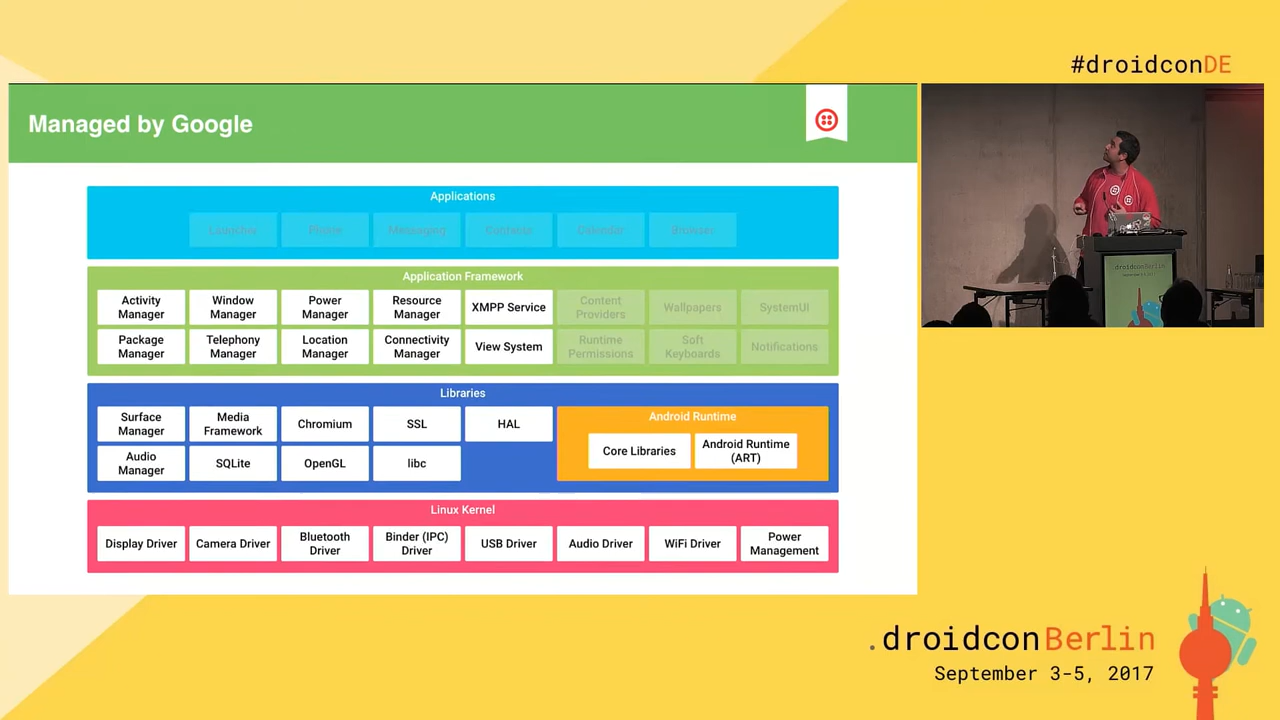 #droidconDE
Managed by Google
Applications
Launcher
Phone
Messaging
Contacts
Calendar
Browser
Application Framework
Activity
Manager
Window
Manager
Power
Manager
Resource
Manager
XMPP Service
Content
Providers
Wallpapers
SystemUI
Package
Manager
Telephony
Manager
Location
Manager
Connectivity
Manager
View System
Runtime
Permissions
Soft
Keyboards
Notifications
Libraries
Surface
Manager
Media
Framework
Chromium
SSL
HAL
Audio
Manager
SQLite
OpenGL
libc
Android Runtime
Core Libraries
Android Runtime
(ART)
Linux Kernel
Display Driver
Camera Driver
Bluetooth
Driver
Binder (IPC)
Driver
USB Driver
Audio Driver
WiFi Driver
Power
Management
.droidconBerlin
.droidconBerlin
September 3-5, 2017